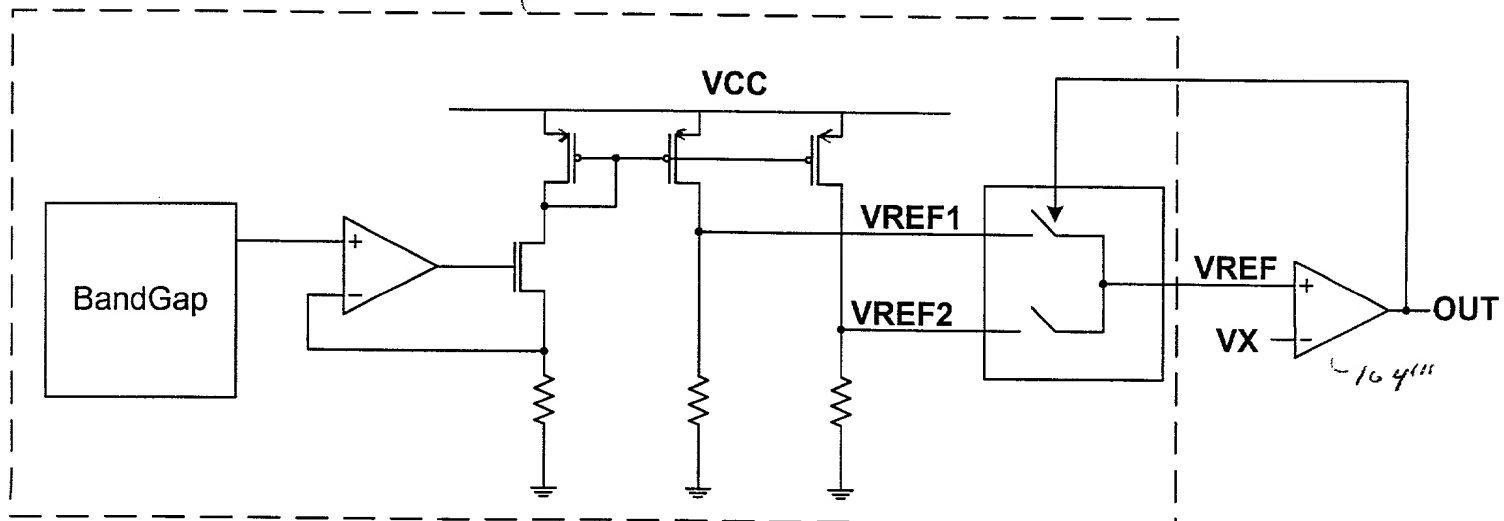 VCC
BandGap
+
−
VREF1
VREF2
VREF
+
−
VX
OUT